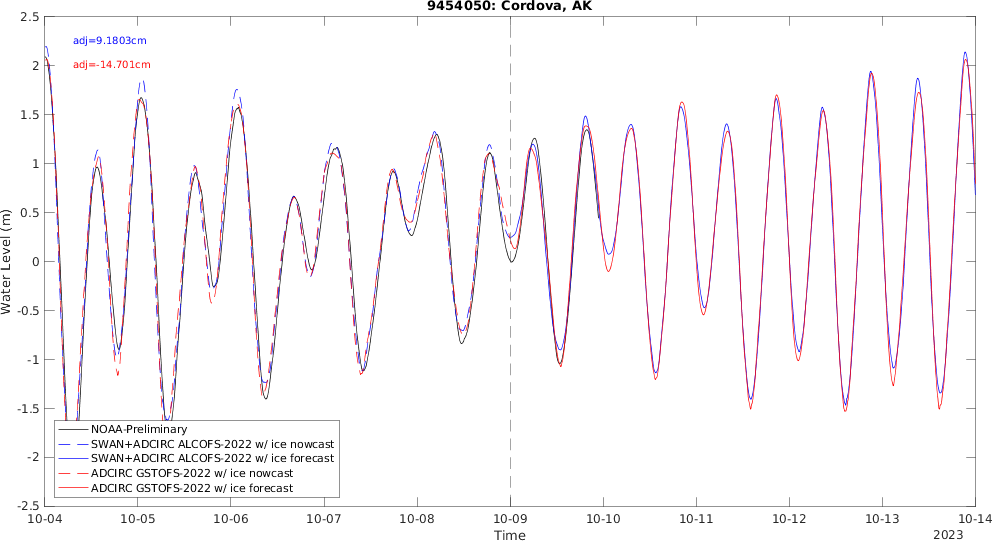 9454050: Cordova, AK
adj=9.1803cm
adj=-14.701cm
Water Level (m)
2.5
2
1.5
1
0.5
0
-0.5
-1
-1.5
-2
-2.5
NOAA-Preliminary
SWAN+ADCIRC ALCOFS-2022 w/ ice nowcast
SWAN+ADCIRC ALCOFS-2022 w/ ice forecast
ADCIRC GSTOFS-2022 w/ ice nowcast
ADCIRC GSTOFS-2022 w/ ice forecast
10-04 10-05 10-06 10-07 10-08 10-09 10-10 10-11 10-12 10-13 10-14
Time
2023